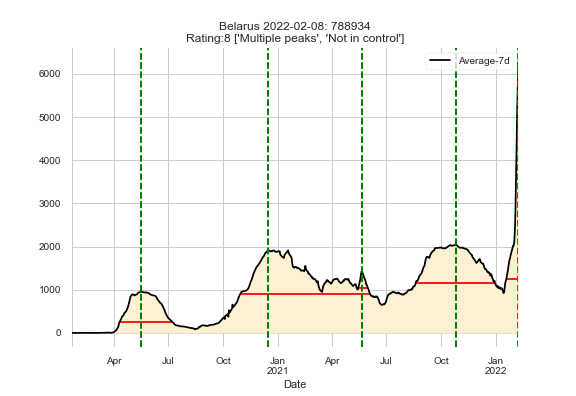 Belarus 2022-02-08: 788934
Rating:8 ['Multiple peaks', 'Not in control']
Average-7d
6000
5000
4000
3000
2000
1000
0
Apr Jul Oct Jan Apr Jul Oct Jan
2021 2022
Date